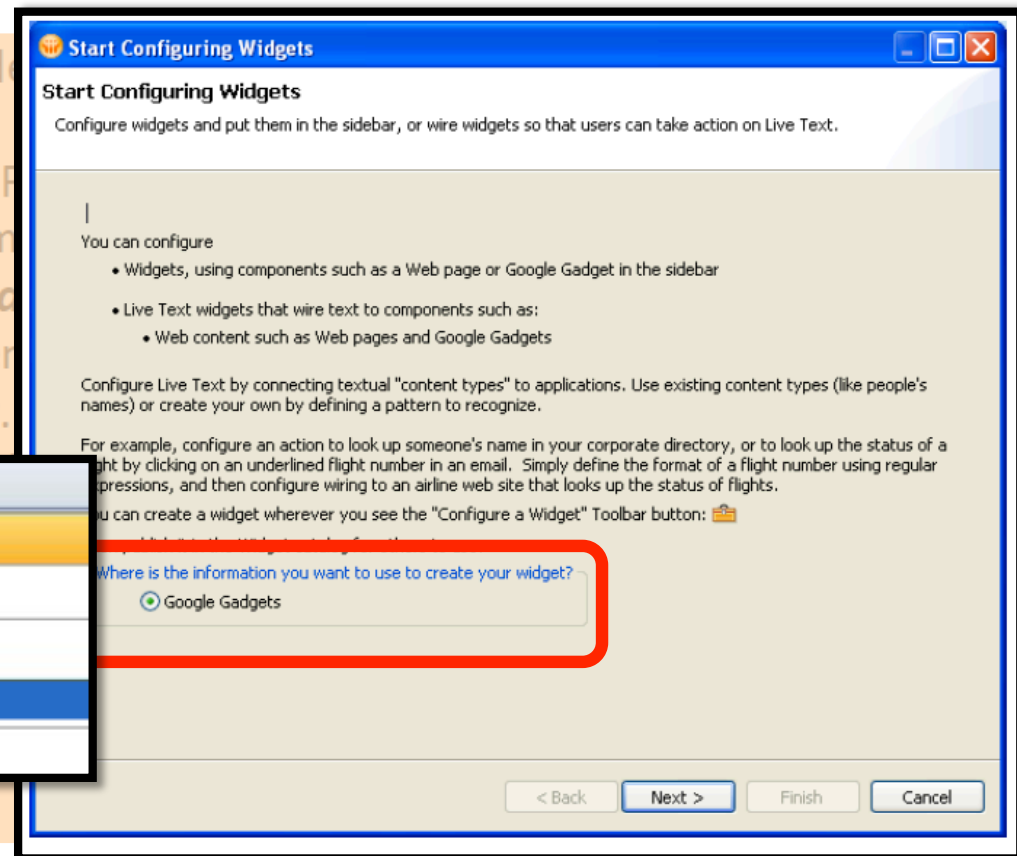 Start Configuring Widgets
Start Configuring Widgets
Configure widgets and put them in the sidebar, or wire widgets so that users can take action on Live Text.
You can configure
• Widgets, using components such as a Web page or Google Gadget in the sidebar
• Live Text widgets that wire text to components such as:
• Web content such as Web pages and Google Gadgets
Configure Live Text by connecting textual "content types" to applications. Use existing content types (like people's
names) or create your own by defining a pattern to recognize.
For example, configure an action to look up someone's name in your corporate directory, or to look up the status of a
by clicking on an underlined flight number in an email. Simply define the format of a flight number using regular
and then configure wiring to an airline web site that looks up the status of flights.
can create a widget wherever you see the "Configure a Widget" Toolbar button:
Where is the information you want to use to create your widget?
Google Gadgets
< Back
Next >
Finish
Cancel